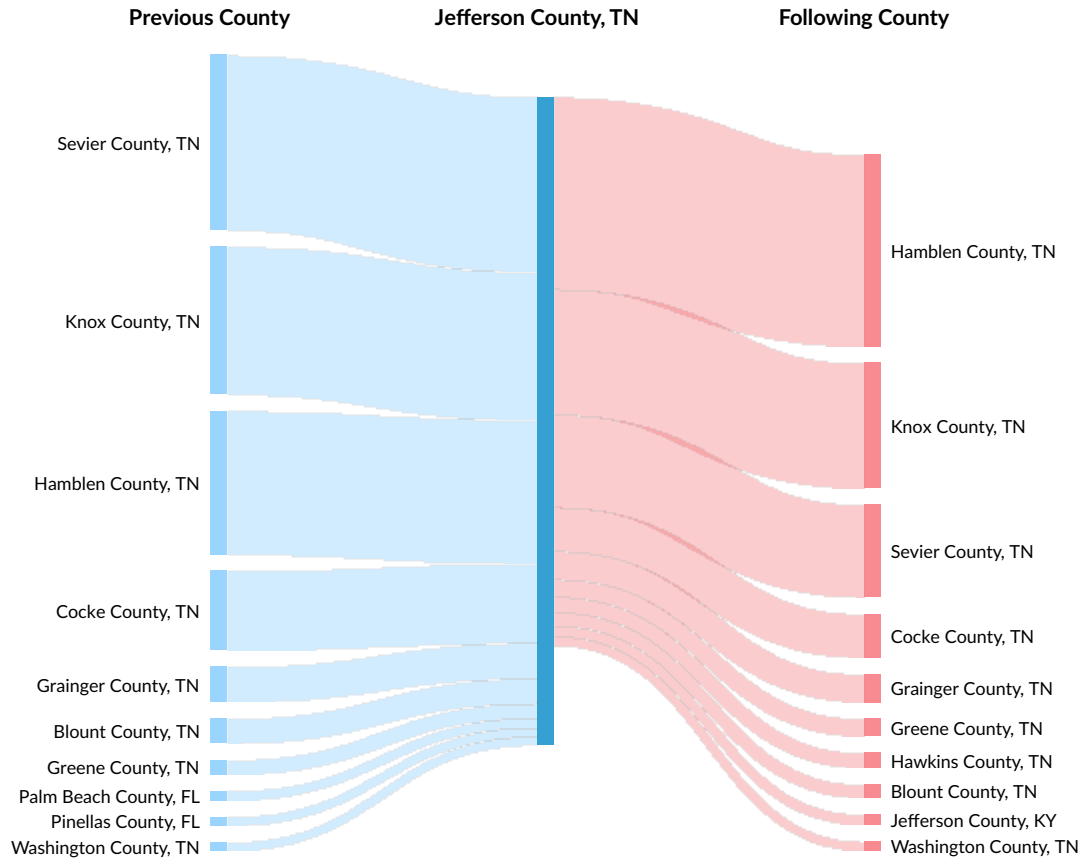 Previous County
Jefferson County, TN
Following County
Sevier County, TN
Knox County, TN
Hamblen County, TN
Cocke County, TN
Grainger County, TN
Blount County, TN
Greene County, TN
Palm Beach County, FL
Pinellas County, FL
Washington County, TN
Hamblen County, TN
Knox County, TN
Sevier County, TN
Cocke County, TN
Grainger County, TN
Greene County, TN
Hawkins County, TN
Blount County, TN
Jefferson County, KY
Washington County, TN